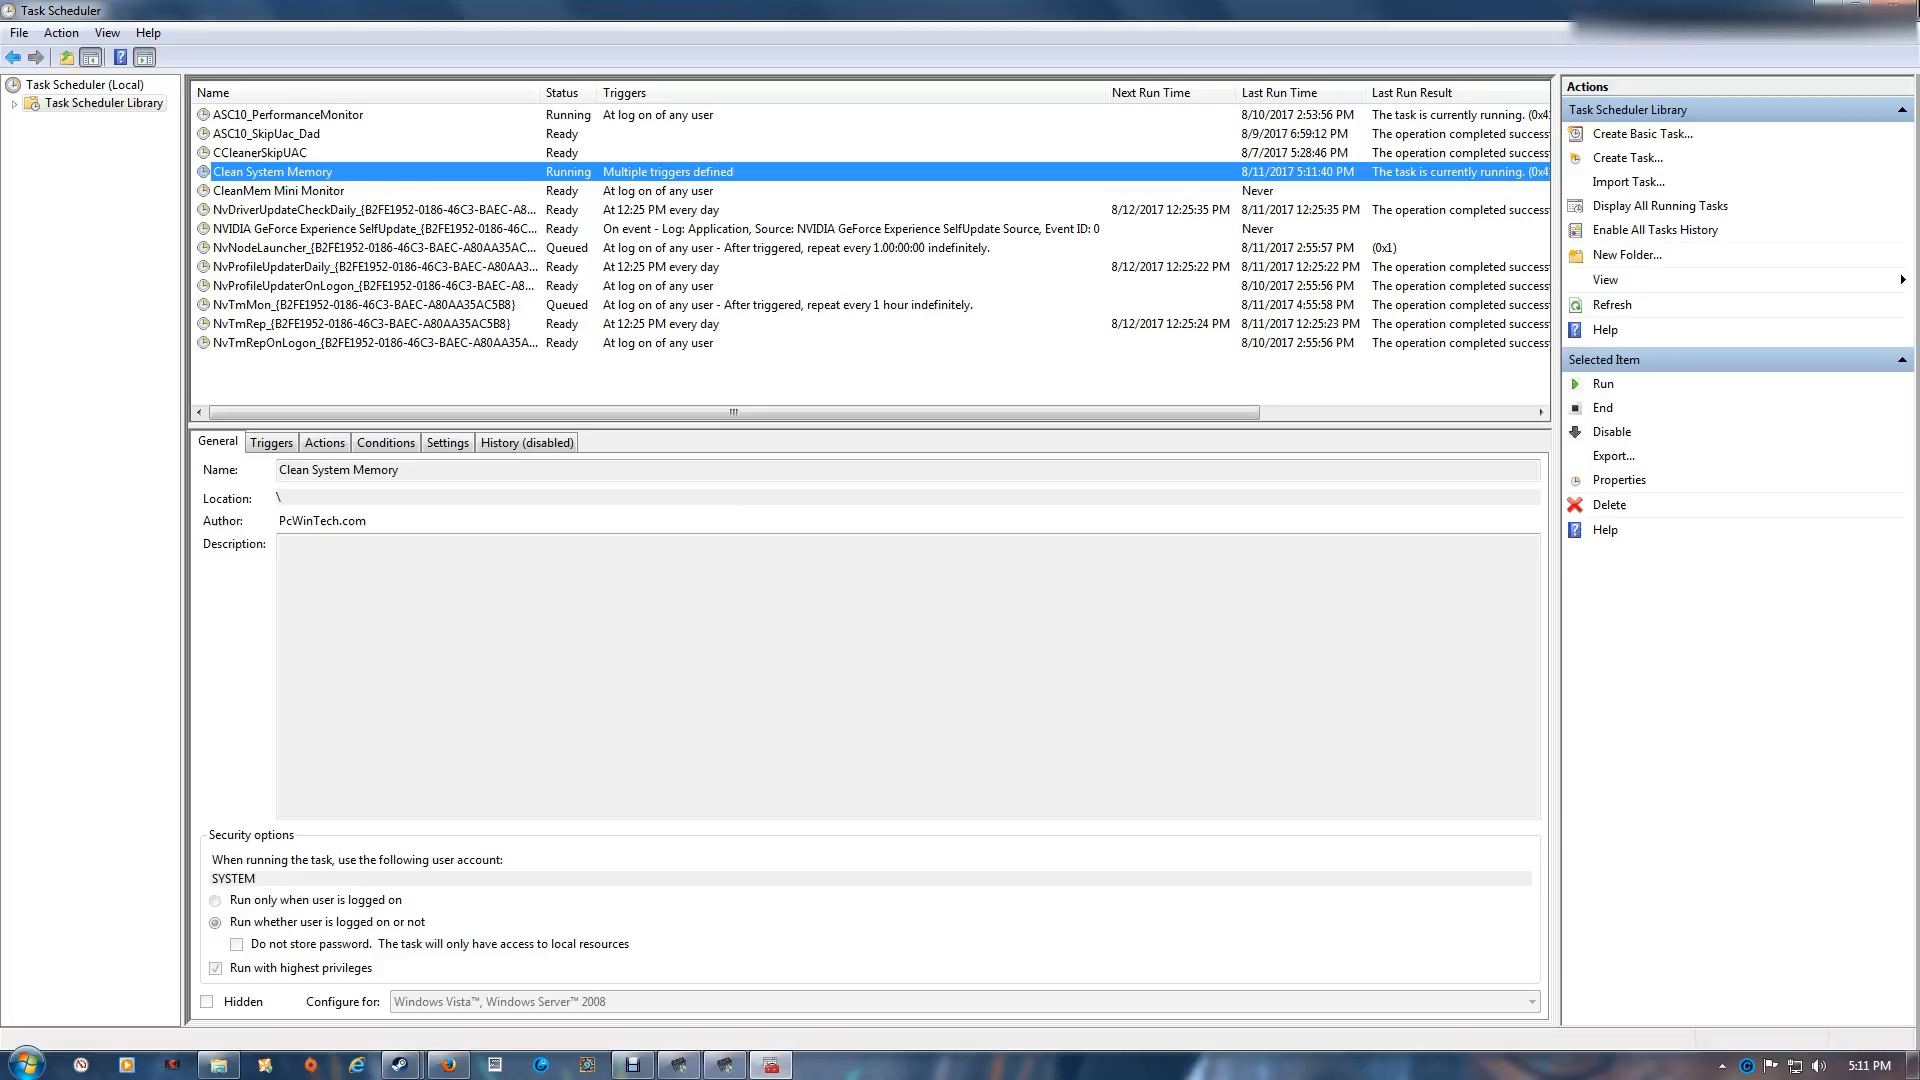 Task Scheduler
File Action View Help
Task Scheduler (Local)
Task Scheduler Library
Name Status Triggers Next Run Time Last Run Time Last Run Result
ASC10_PerformanceMonitor Running At log on of any user 8/10/2017 2:53:56 PM The task is currently running. (0x4
ASC10_SkipUac_Dad Ready 8/9/2017 6:59:12 PM The operation completed success
CCleanerSkipUAC Ready 8/7/2017 5:28:46 PM The operation completed success
Clean System Memory Running Multiple triggers defined 8/11/2017 5:11:40 PM The task is currently running. (0x4
CleanMem Mini Monitor Ready At log on of any user Never
NvDriverUpdateCheckDaily_{B2FE1952-0186-46C3-BAEC-A8... Ready At 12:25 PM every day 8/12/2017 12:25:35 PM 8/11/2017 12:25:35 PM The operation completed success
NVIDIA GeForce Experience SelfUpdate_{B2FE1952-0186-46C... Ready On event - Log: Application, Source: NVIDIA GeForce Experience SelfUpdate Source, Event ID: 0 Never
NvNodeLauncher_{B2FE1952-0186-46C3-BAEC-A80AA35AC... Queued At log on of any user - After triggered, repeat every 1.00:00:00 indefinitely. 8/11/2017 2:55:57 PM (0x1)
NvProfileUpdaterDaily_{B2FE1952-0186-46C3-BAEC-A80AA3... Ready At 12:25 PM every day 8/12/2017 12:25:22 PM 8/11/2017 12:25:22 PM The operation completed success
NvProfileUpdaterOnLogon_{B2FE1952-0186-46C3-BAEC-A8... Ready At log on of any user 8/10/2017 2:55:56 PM The operation completed success
NvTmMon_{B2FE1952-0186-46C3-BAEC-A80AA35AC5B8} Queued At log on of any user - After triggered, repeat every 1 hour indefinitely. 8/11/2017 4:55:58 PM The operation completed success
NvTmRep_{B2FE1952-0186-46C3-BAEC-A80AA35AC5B8} Ready At 12:25 PM every day 8/12/2017 12:25:24 PM 8/11/2017 12:25:23 PM The operation completed success
NvTmRepOnLogon_{B2FE1952-0186-46C3-BAEC-A80AA35A... Ready At log on of any user 8/10/2017 2:55:56 PM The operation completed success
General Triggers Actions Conditions Settings History (disabled)
Name: Clean System Memory
Location: \
Author: PcWinTech.com
Description:
Security options
When running the task, use the following user account:
SYSTEM
Run only when user is logged on
Run whether user is logged on or not
Do not store password. The task will only have access to local resources
Run with highest privileges
Hidden Configure for: Windows Vista™, Windows Server™ 2008
Actions
Task Scheduler Library
Create Basic Task...
Create Task...
Import Task...
Display All Running Tasks
Enable All Tasks History
New Folder...
View
Refresh
Help
Selected Item
Run
End
Disable
Export...
Properties
Delete
Help
5:11 PM